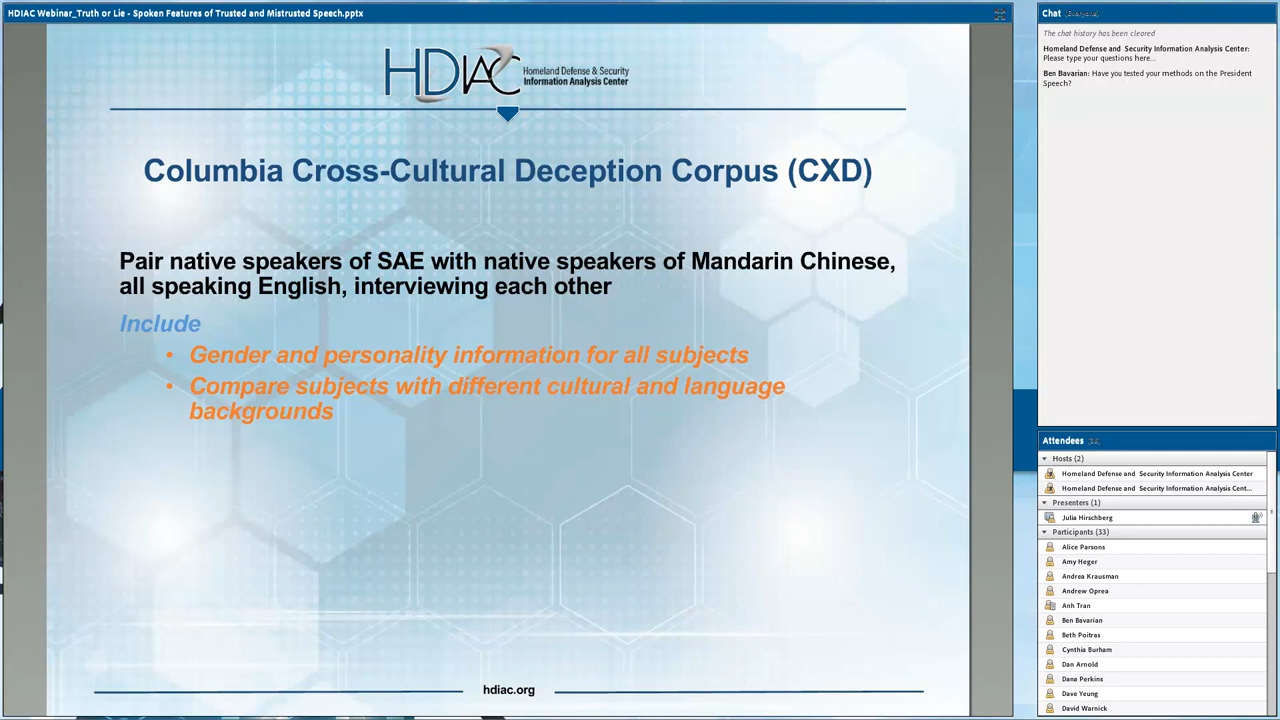 HDIAC Webinar_Truth or Lie - Spoken Features of Trusted and Mistrusted Speech.pptx
HDIAC
Homeland Defense & Security
Information Analysis Center
Columbia Cross-Cultural Deception Corpus (CXD)
Pair native speakers of SAE with native speakers of Mandarin Chinese,
all speaking English, interviewing each other
Include
• Gender and personality information for all subjects
• Compare subjects with different cultural and language
backgrounds
hdiac.org
Chat (Everyone)
The chat history has been cleared
Homeland Defense and Security Information Analysis Center:
Please type your questions here...
Ben Bavarian: Have you tested your methods on the President
Speech?
Attendees
Hosts (2)
Homeland Defense and Security Information Analysis Center
Homeland Defense and Security Information Analysis Cent...
Presenters (1)
Julia Hirschberg
Participants (33)
Alice Parsons
Amy Heger
Andrea Krausman
Andrew Oprea
Anh Tran
Ben Bavarian
Beth Poitras
Cynthia Burham
Dan Arnold
Dana Perkins
Dave Yeung
David Warnick